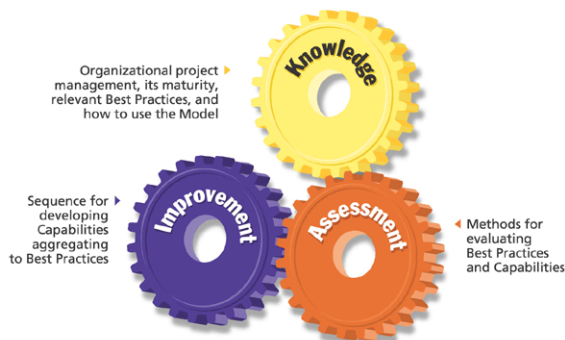 Knowledge
Organizational project
management, its maturity,
relevant Best Practices, and
how to use the Model
Improvement
Sequence for
developing
Capabilities
aggregating
to Best Practices
Assessment
Methods for
evaluating
Best Practices
and Capabilities